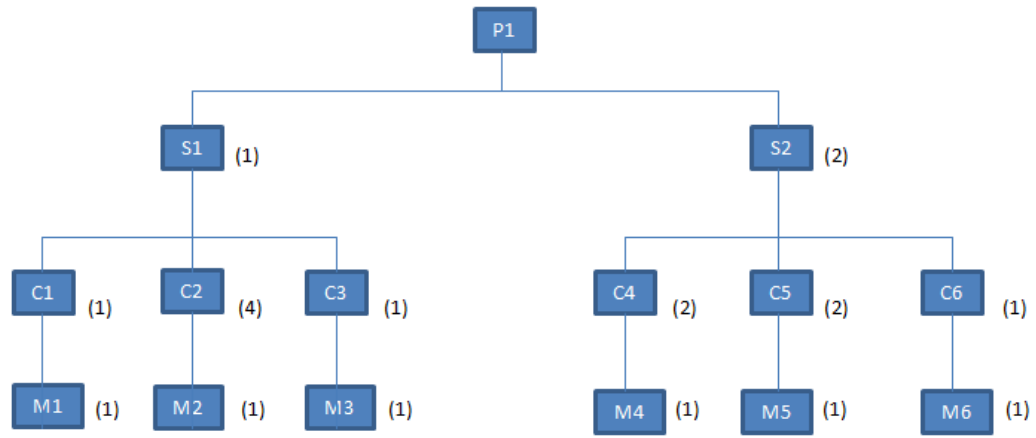 P1
S1 (1)
S2 (2)
C1 (1)
C2 (4)
C3 (1)
C4 (2)
C5 (2)
C6 (1)
M1 (1)
M2 (1)
M3 (1)
M4 (1)
M5 (1)
M6 (1)